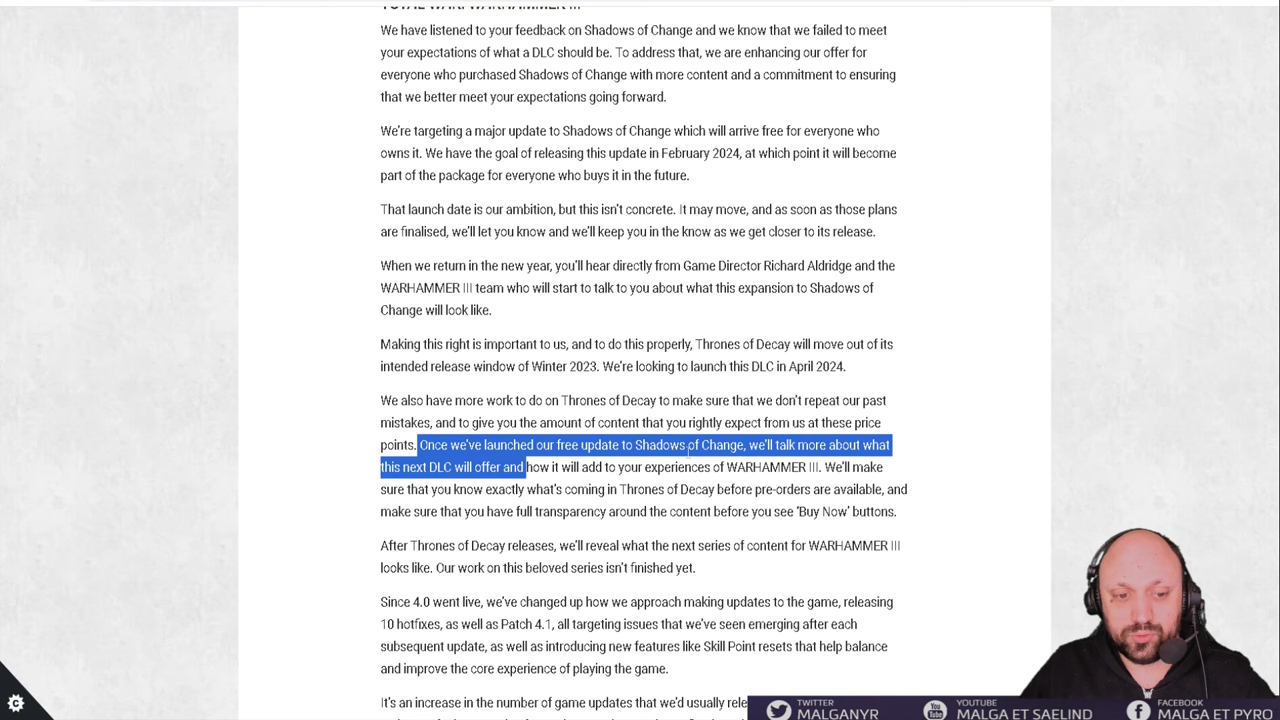 TOTAL WAR: WARHAMMER III
We have listened to your feedback on Shadows of Change and we know that we failed to meet
your expectations of what a DLC should be. To address that, we are enhancing our offer for
everyone who purchased Shadows of Change with more content and a commitment to ensuring
that we better meet your expectations going forward.
We're targeting a major update to Shadows of Change which will arrive free for everyone who
owns it. We have the goal of releasing this update in February 2024, at which point it will become
part of the package for everyone who buys it in the future.
That launch date is our ambition, but this isn't concrete. It may move, and as soon as those plans
are finalised, we'll let you know and we'll keep you in the know as we get closer to its release.
When we return in the new year, you'll hear directly from Game Director Richard Aldridge and the
WARHAMMER III team who will start to talk to you about what this expansion to Shadows of
Change will look like.
Making this right is important to us, and to do this properly, Thrones of Decay will move out of its
intended release window of Winter 2023. We're looking to launch this DLC in April 2024.
We also have more work to do on Thrones of Decay to make sure that we don't repeat our past
mistakes, and to give you the amount of content that you rightly expect from us at these price
points. Once we've launched our free update to Shadows of Change, we'll talk more about what
this next DLC will offer and how it will add to your experiences of WARHAMMER III. We'll make
sure that you know exactly what's coming in Thrones of Decay before pre-orders are available, and
make sure that you have full transparency around the content before you see 'Buy Now' buttons.
After Thrones of Decay releases, we'll reveal what the next series of content for WARHAMMER III
looks like. Our work on this beloved series isn't finished yet.
Since 4.0 went live, we've changed up how we approach making updates to the game, releasing
10 hotfixes, as well as Patch 4.1, all targeting issues that we've seen emerging after each
subsequent update, as well as introducing new features like Skill Point resets that help balance
and improve the core experience of playing the game.
It's an increase in the number of game updates that we'd usually rele
TWITTER
MALGANYR
YOUTUBE
MALGA ET SAELIND
FACEBOOK
MALGA ET PYRO